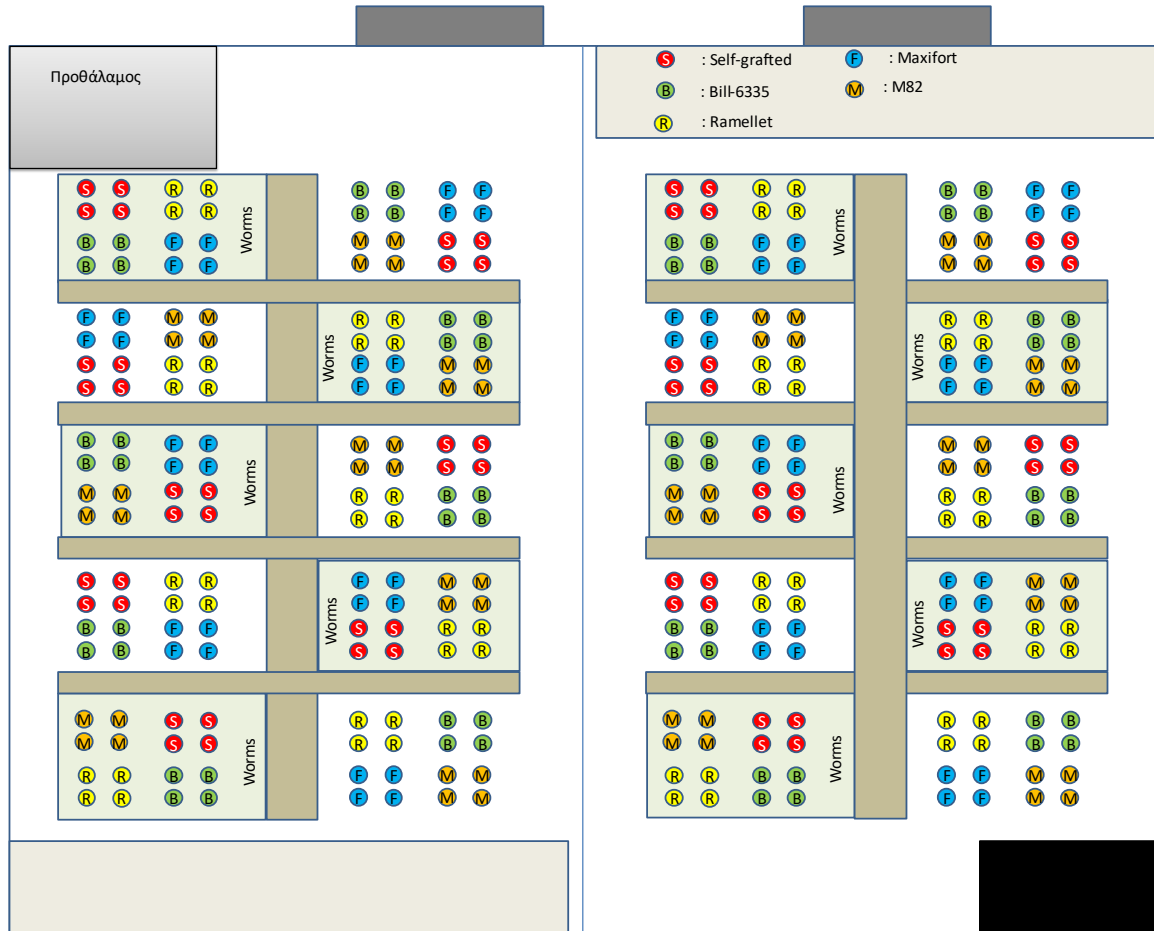 Προθάλαμος
S : Self-grafted
F : Maxifort
B : Bill-6335
M : M82
R : Ramellet
S S R R
S S R R
B B F F
B B F F
Worms
B B F F
B B F F
M M S S
M M S S
F F M M
F F M M
S S R R
S S R R
Worms
R R B B
R R B B
F F M M
F F M M
B B F F
B B F F
M M S S
M M S S
Worms
M M S S
M M S S
R R B B
R R B B
S S R R
S S R R
B B F F
B B F F
Worms
F F M M
F F M M
S S R R
S S R R
M M S S
M M S S
R R B B
R R B B
Worms
R R B B
R R B B
F F M M
F F M M
S S R R
S S R R
B B F F
B B F F
Worms
B B F F
B B F F
M M S S
M M S S
F F M M
F F M M
S S R R
S S R R
Worms
R R B B
R R B B
F F M M
F F M M
B B F F
B B F F
M M S S
M M S S
Worms
M M S S
M M S S
R R B B
R R B B
S S R R
S S R R
B B F F
B B F F
Worms
F F M M
F F M M
S S R R
S S R R
M M S S
M M S S
R R B B
R R B B
Worms
R R B B
R R B B
F F M M
F F M M